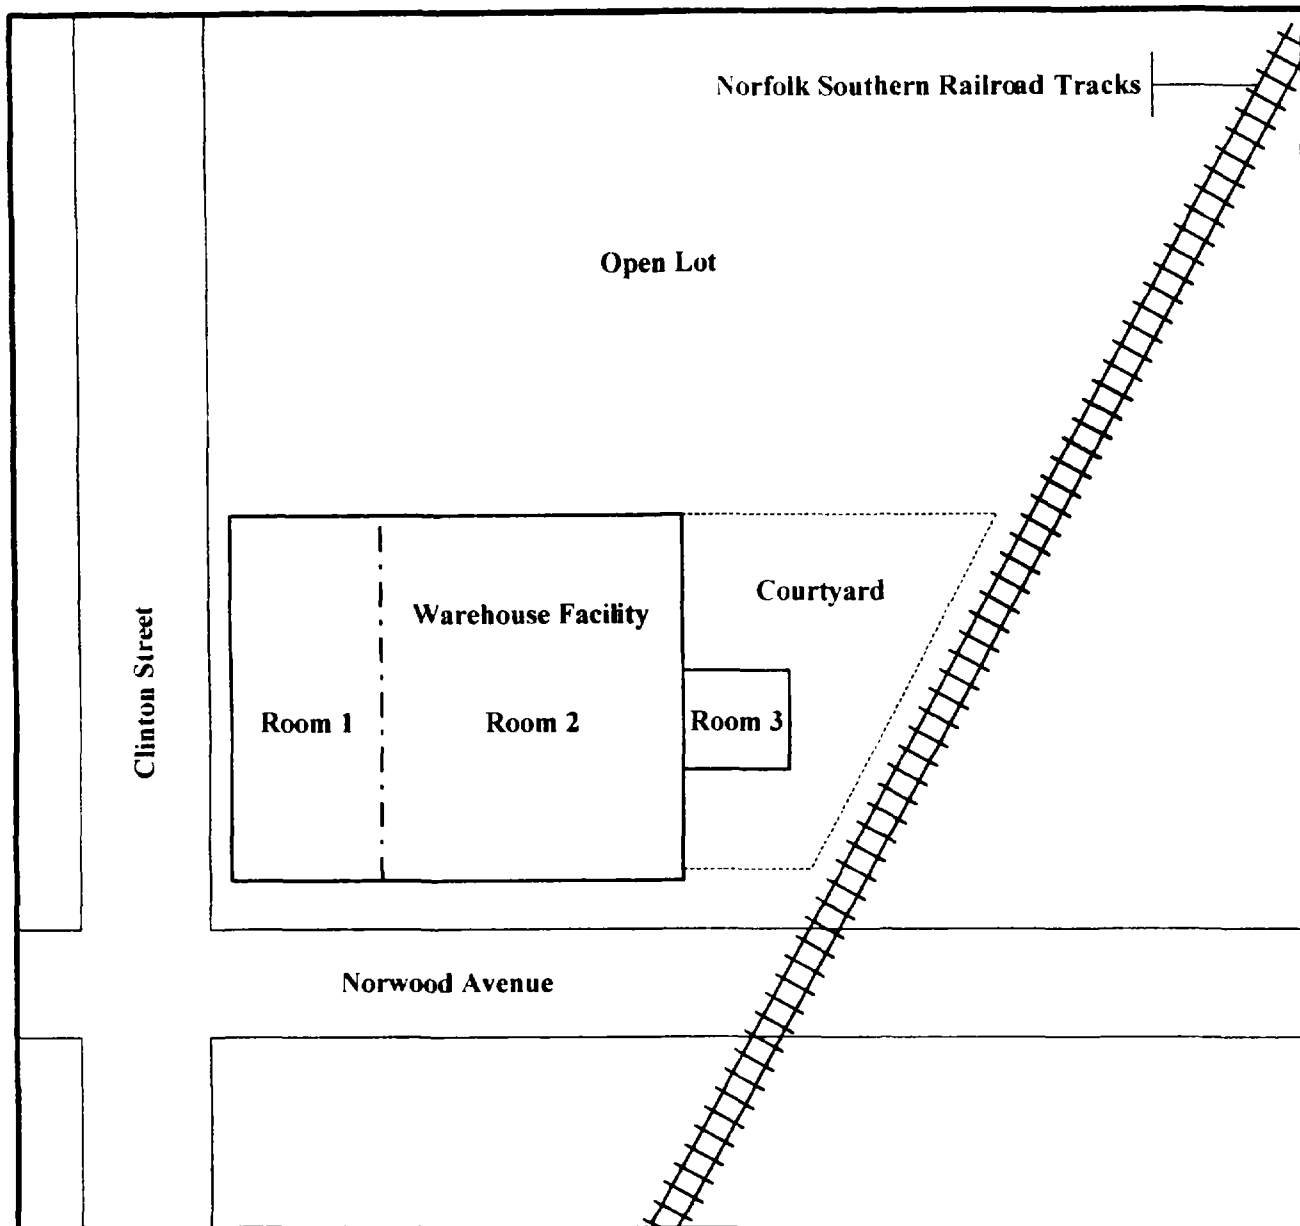 Norfolk Southern Railroad Tracks
Open Lot
Courtyard
Warehouse Facility
Clinton Street
Room 1
Room 2
Room 3
Norwood Avenue